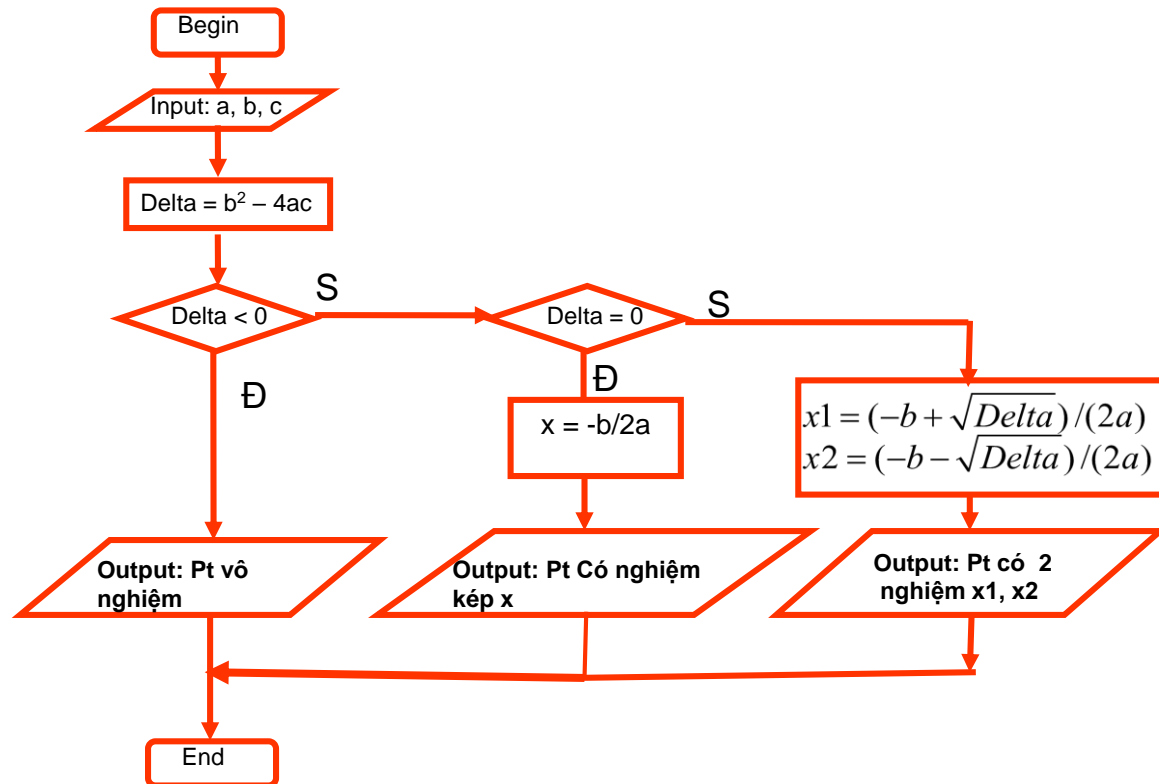 Begin
Input: a, b, c
Delta = b² – 4ac
Delta < 0
S
Delta = 0
S
Đ
Đ
x = -b/2a
x1 = (−b + √Delta) /(2a)
x2 = (−b − √Delta) /(2a)
Output: Pt vô
nghiệm
Output: Pt Có nghiệm
kép x
Output: Pt có 2
nghiệm x1, x2
End